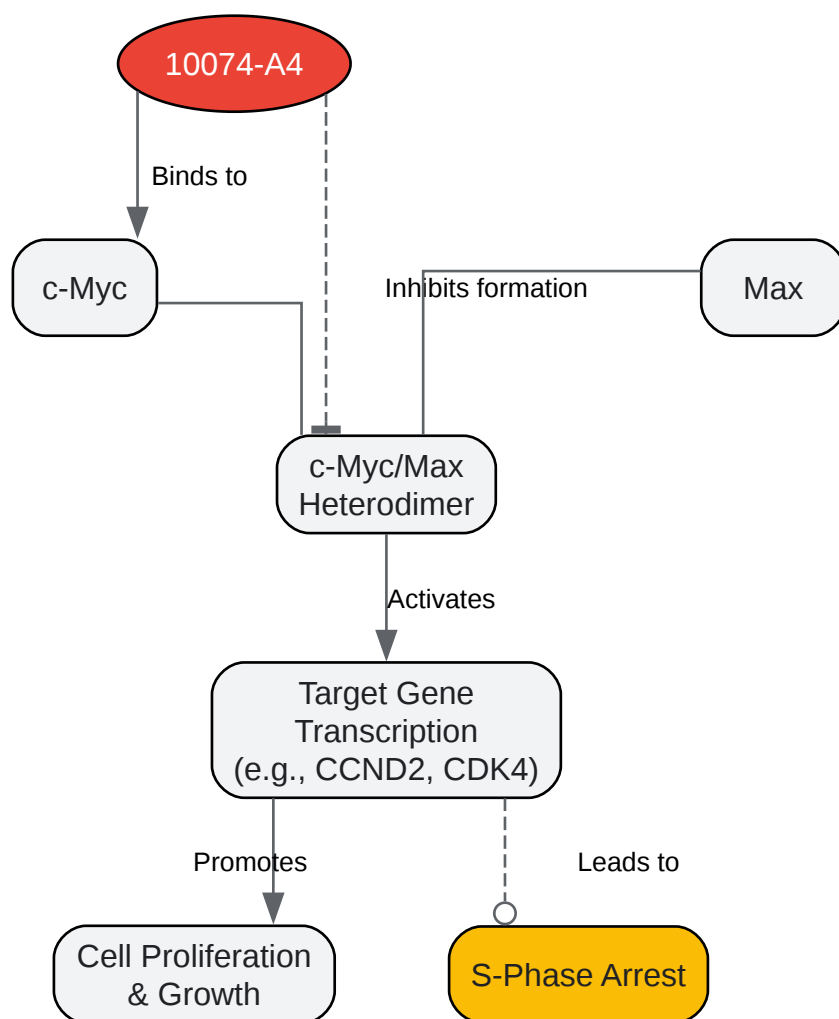 10074-A4
Binds to
c-Myc
Inhibits formation
Max
c-Myc/Max
Heterodimer
Activates
Target Gene
Transcription
(e.g., CCND2, CDK4)
Promotes
Leads to
Cell Proliferation
& Growth
S-Phase Arrest